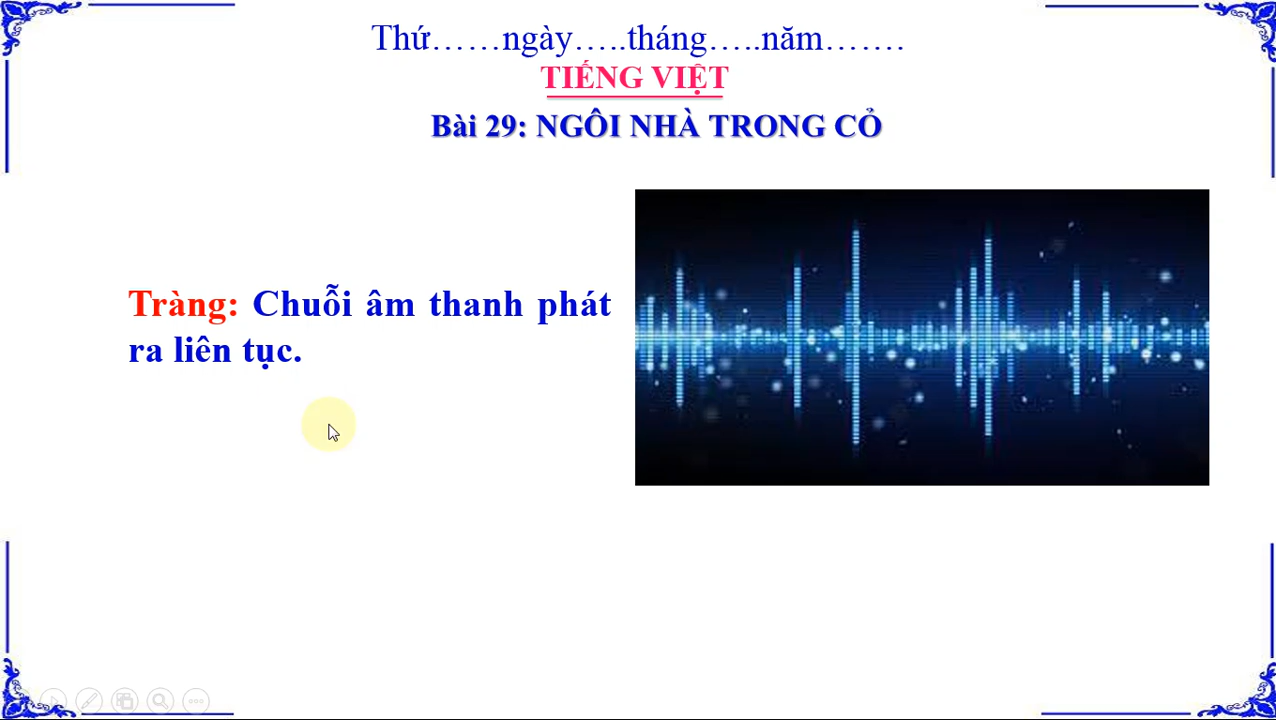 Thứ……ngày…..tháng…..năm…….
TIẾNG VIỆT
Bài 29: NGÔI NHÀ TRONG CỎ
Tràng: Chuỗi âm thanh phát
ra liên tục.